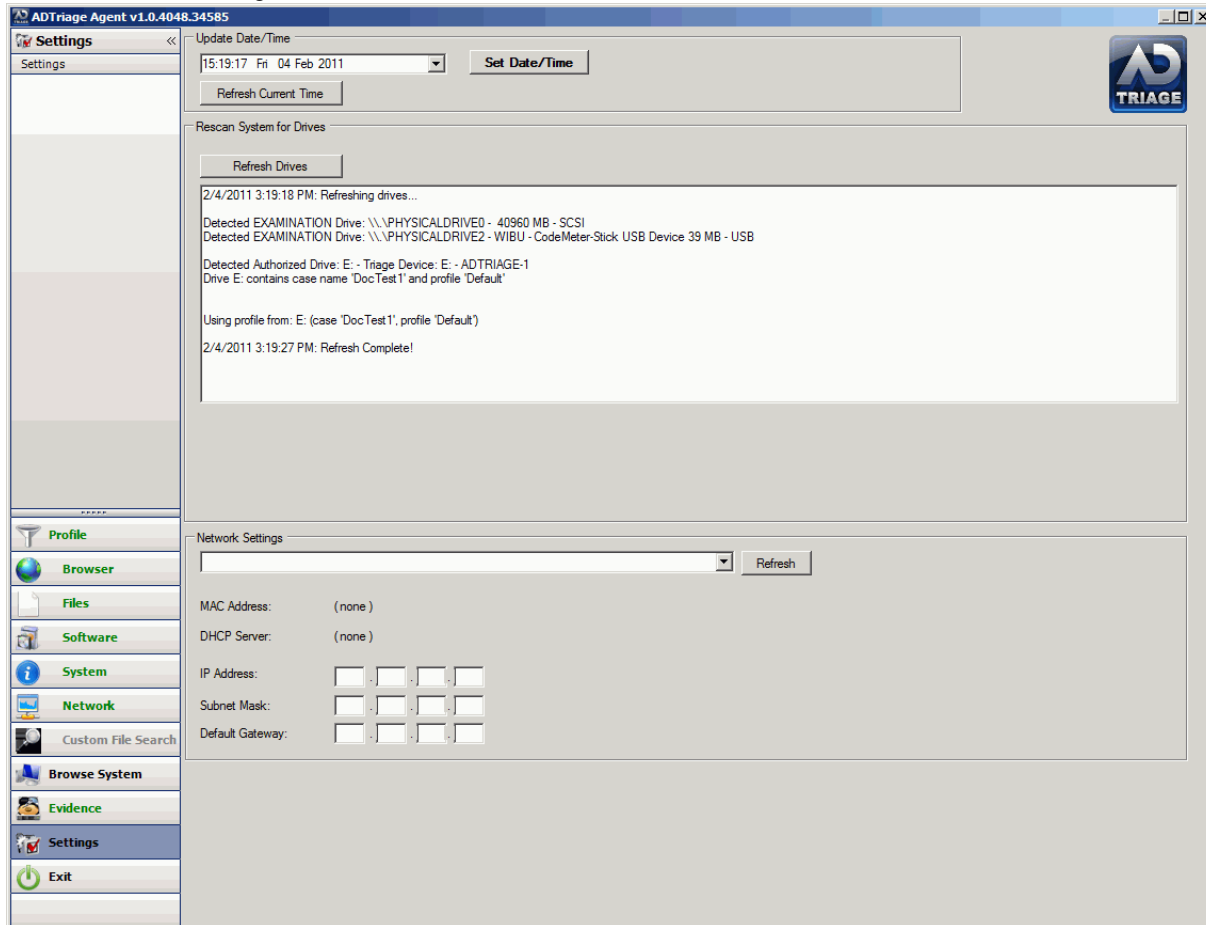 ADTriage Agent v1.0.4048.34585
Settings «
Settings
Update Date/Time
15:19:17 Fri 04 Feb 2011
Set Date/Time
Refresh Current Time
AD
TRIAGE
Rescan System for Drives
Refresh Drives
2/4/2011 3:19:18 PM: Refreshing drives...
Detected EXAMINATION Drive: \\.\PHYSICALDRIVE0 - 40960 MB - SCSI
Detected EXAMINATION Drive: \\.\PHYSICALDRIVE2 - WIBU - CodeMeter-Stick USB Device 39 MB - USB
Detected Authorized Drive: E: - Triage Device: E: - ADTRIAGE-1
Drive E: contains case name 'DocTest1' and profile 'Default'
Using profile from: E: (case 'DocTest1', profile 'Default')
2/4/2011 3:19:27 PM: Refresh Complete!
Profile
Browser
Files
Software
System
Network
Custom File Search
Browse System
Evidence
Settings
Exit
Network Settings
Refresh
MAC Address: ( none )
DHCP Server: ( none )
IP Address: . . .
Subnet Mask: . . .
Default Gateway: . . .